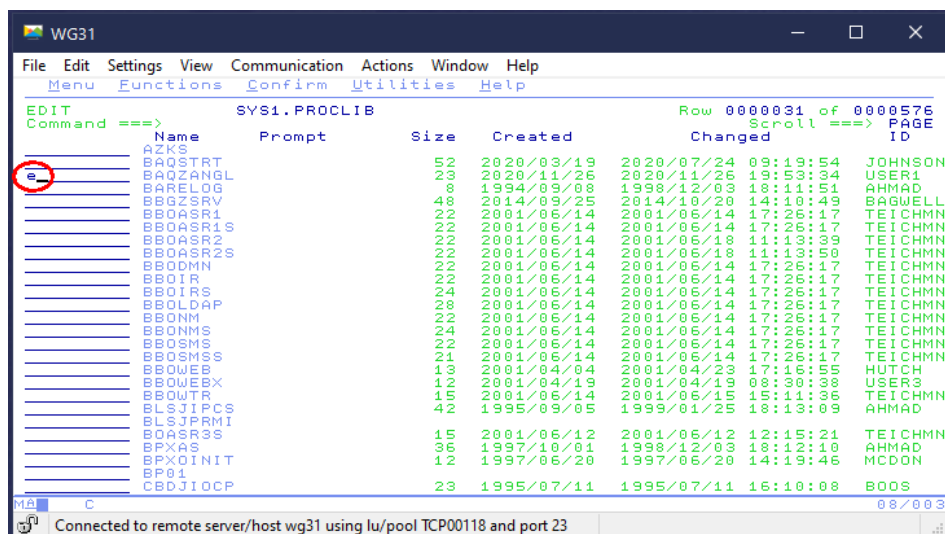 WG31
File Edit Settings View Communication Actions Window Help
Menu Functions Confirm Utilities Help
EDIT SYS1.PROCLIB Row 0000031 of 0000576
Command ===> Scroll ===> PAGE
Name Prompt Size Created Changed ID
AZKS
BAQSTRT 52 2020/03/19 2020/07/24 09:19:54 JOHNSON
e BAQZANGL 23 2020/11/26 2020/11/26 19:53:34 USER1
BARELOG 8 1994/09/08 1998/12/03 18:11:51 AHMAD
BBGZSRV 48 2014/09/25 2014/10/20 14:10:49 BAGWELL
BBOASR1 22 2001/06/14 2001/06/14 17:26:17 TEICHMN
BBOASR1S 22 2001/06/14 2001/06/14 17:26:17 TEICHMN
BBOASR2 22 2001/06/14 2001/06/18 11:13:39 TEICHMN
BBOASR2S 22 2001/06/14 2001/06/18 11:13:50 TEICHMN
BBODMN 22 2001/06/14 2001/06/14 17:26:17 TEICHMN
BBOIR 22 2001/06/14 2001/06/14 17:26:17 TEICHMN
BBOIRS 24 2001/06/14 2001/06/14 17:26:17 TEICHMN
BBOLDAP 28 2001/06/14 2001/06/14 17:26:17 TEICHMN
BBONM 22 2001/06/14 2001/06/14 17:26:17 TEICHMN
BBONMS 24 2001/06/14 2001/06/14 17:26:17 TEICHMN
BBOSMS 22 2001/06/14 2001/06/14 17:26:17 TEICHMN
BBOSMSS 21 2001/06/14 2001/06/14 17:26:17 TEICHMN
BBOWEB 13 2001/04/04 2001/04/23 17:16:55 HUTCH
BBOWEBX 12 2001/04/19 2001/04/19 08:30:38 USER3
BBOWTR 15 2001/06/14 2001/06/15 15:11:36 TEICHMN
BLSJIPCS 42 1995/09/05 1999/01/25 18:13:09 AHMAD
BLSJPRMI
BOASR3S 15 2001/06/12 2001/06/12 12:15:21 TEICHMN
BPXAS 36 1997/10/01 1998/12/03 18:12:10 AHMAD
BPXOINIT 12 1997/06/20 1997/06/20 14:19:46 MCDON
BP01
CBDJIOCP 23 1995/07/11 1995/07/11 16:10:08 BOOS
MA C 08/003
Connected to remote server/host wg31 using lu/pool TCP00118 and port 23